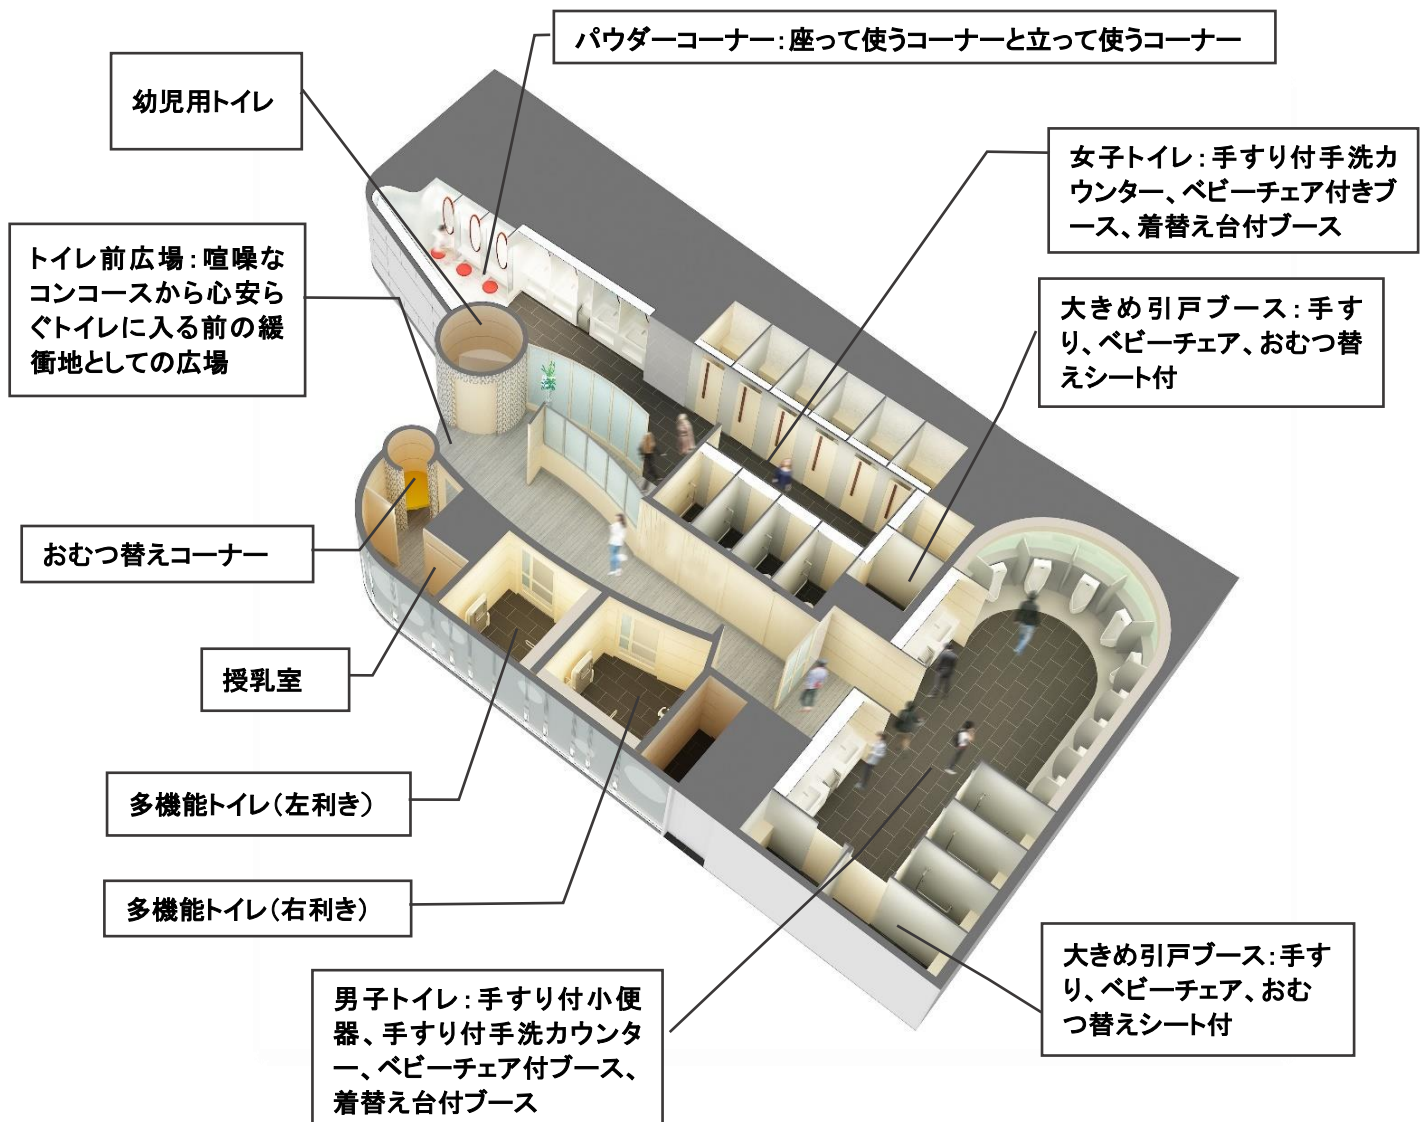 パウダーコーナー：座って使うコーナーと立って使うコーナー
幼児用トイレ
女子トイレ：手すり付手洗カ
ウンター、ベビーチェア付きブ
ース、着替え台付ブース
トイレ前広場：喧噪な
コンコースから心安ら
ぐトイレに入る前の緩
衝地としての広場
大きめ引戸ブース：手す
り、ベビーチェア、おむつ替
えシート付
おむつ替えコーナー
授乳室
多機能トイレ（左利き）
多機能トイレ（右利き）
男子トイレ：手すり付小便
器、手すり付手洗カウンタ
ー、ベビーチェア付ブース、
着替え台付ブース
大きめ引戸ブース：手す
り、ベビーチェア、おむ
つ替えシート付